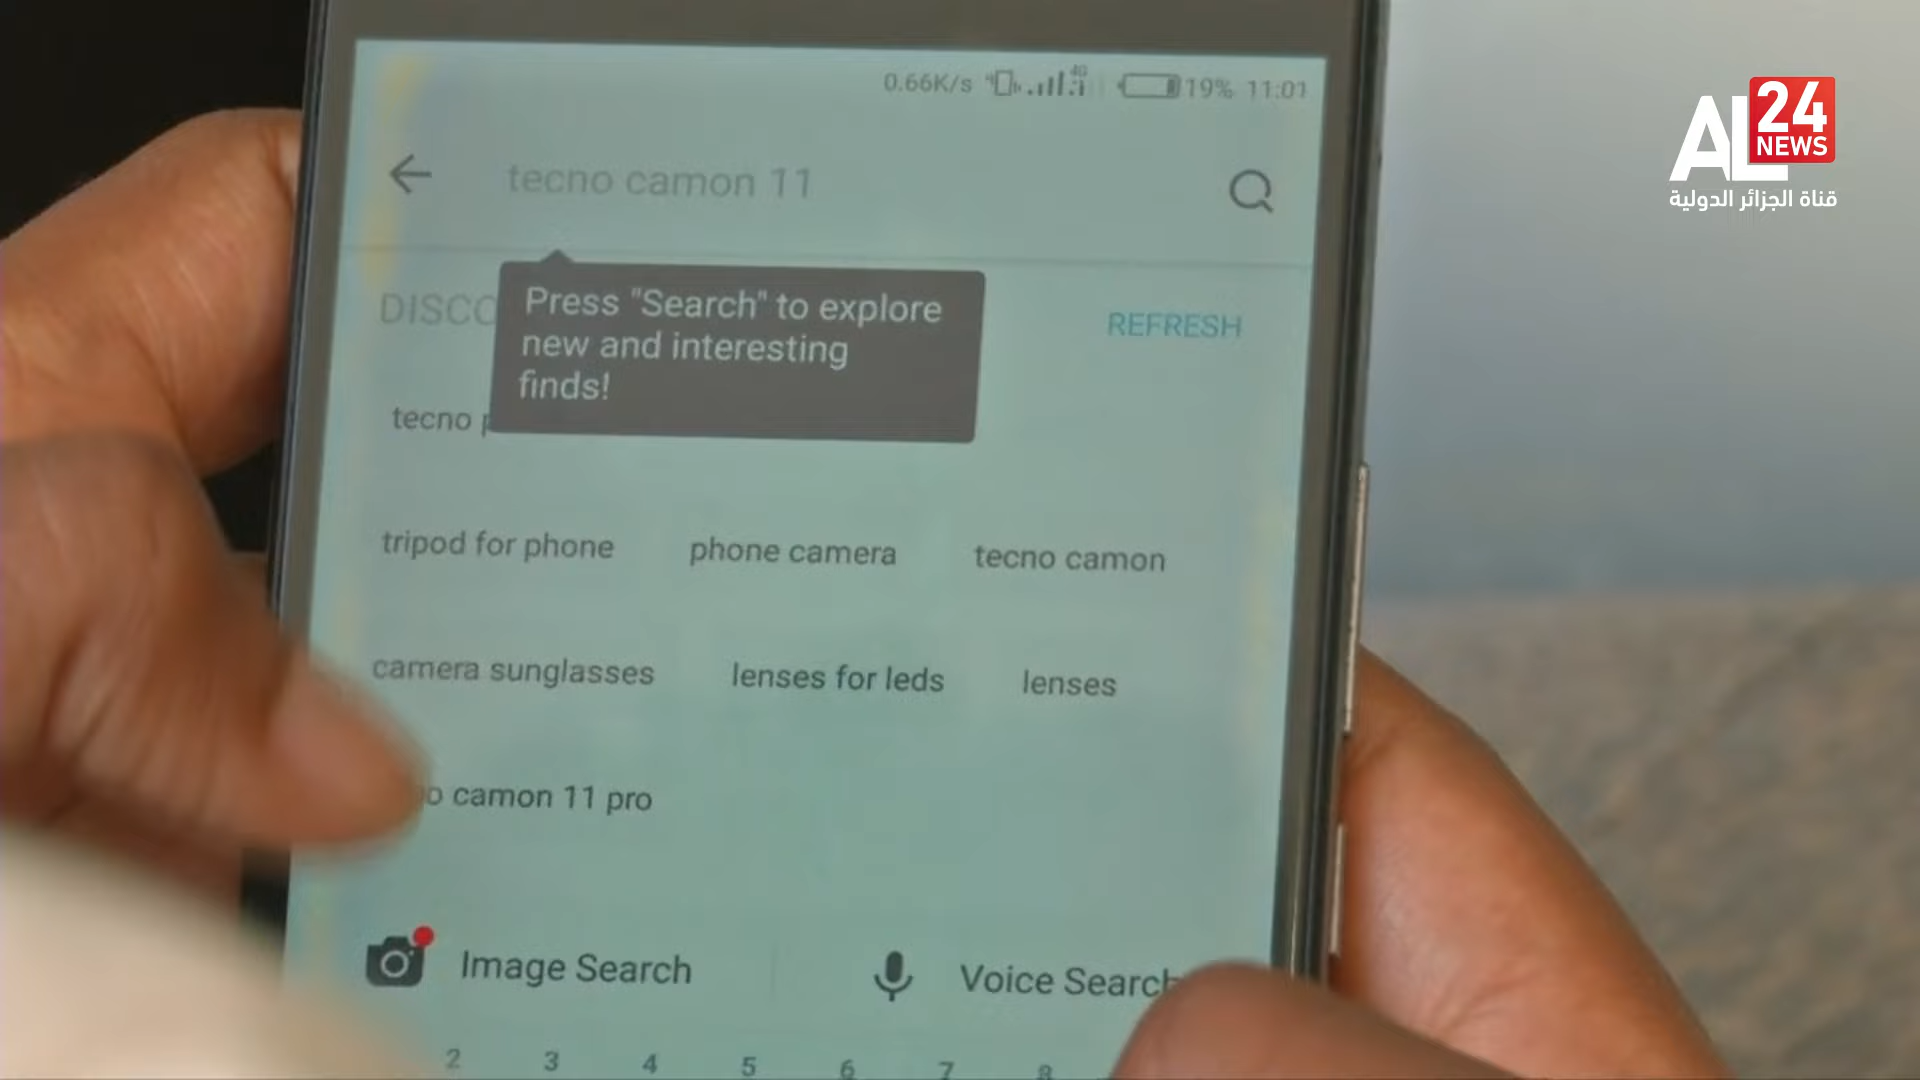 0.66K/s 4G 19% 11:01
AL 24 NEWS
قناة الجزائر الدولية
tecno camon 11
Press "Search" to explore
new and interesting
finds!
DISCO
REFRESH
tecno
tripod for phone phone camera tecno camon
camera sunglasses lenses for leds lenses
camon 11 pro
Image Search Voice Search
2 3 4 5 6 7 8